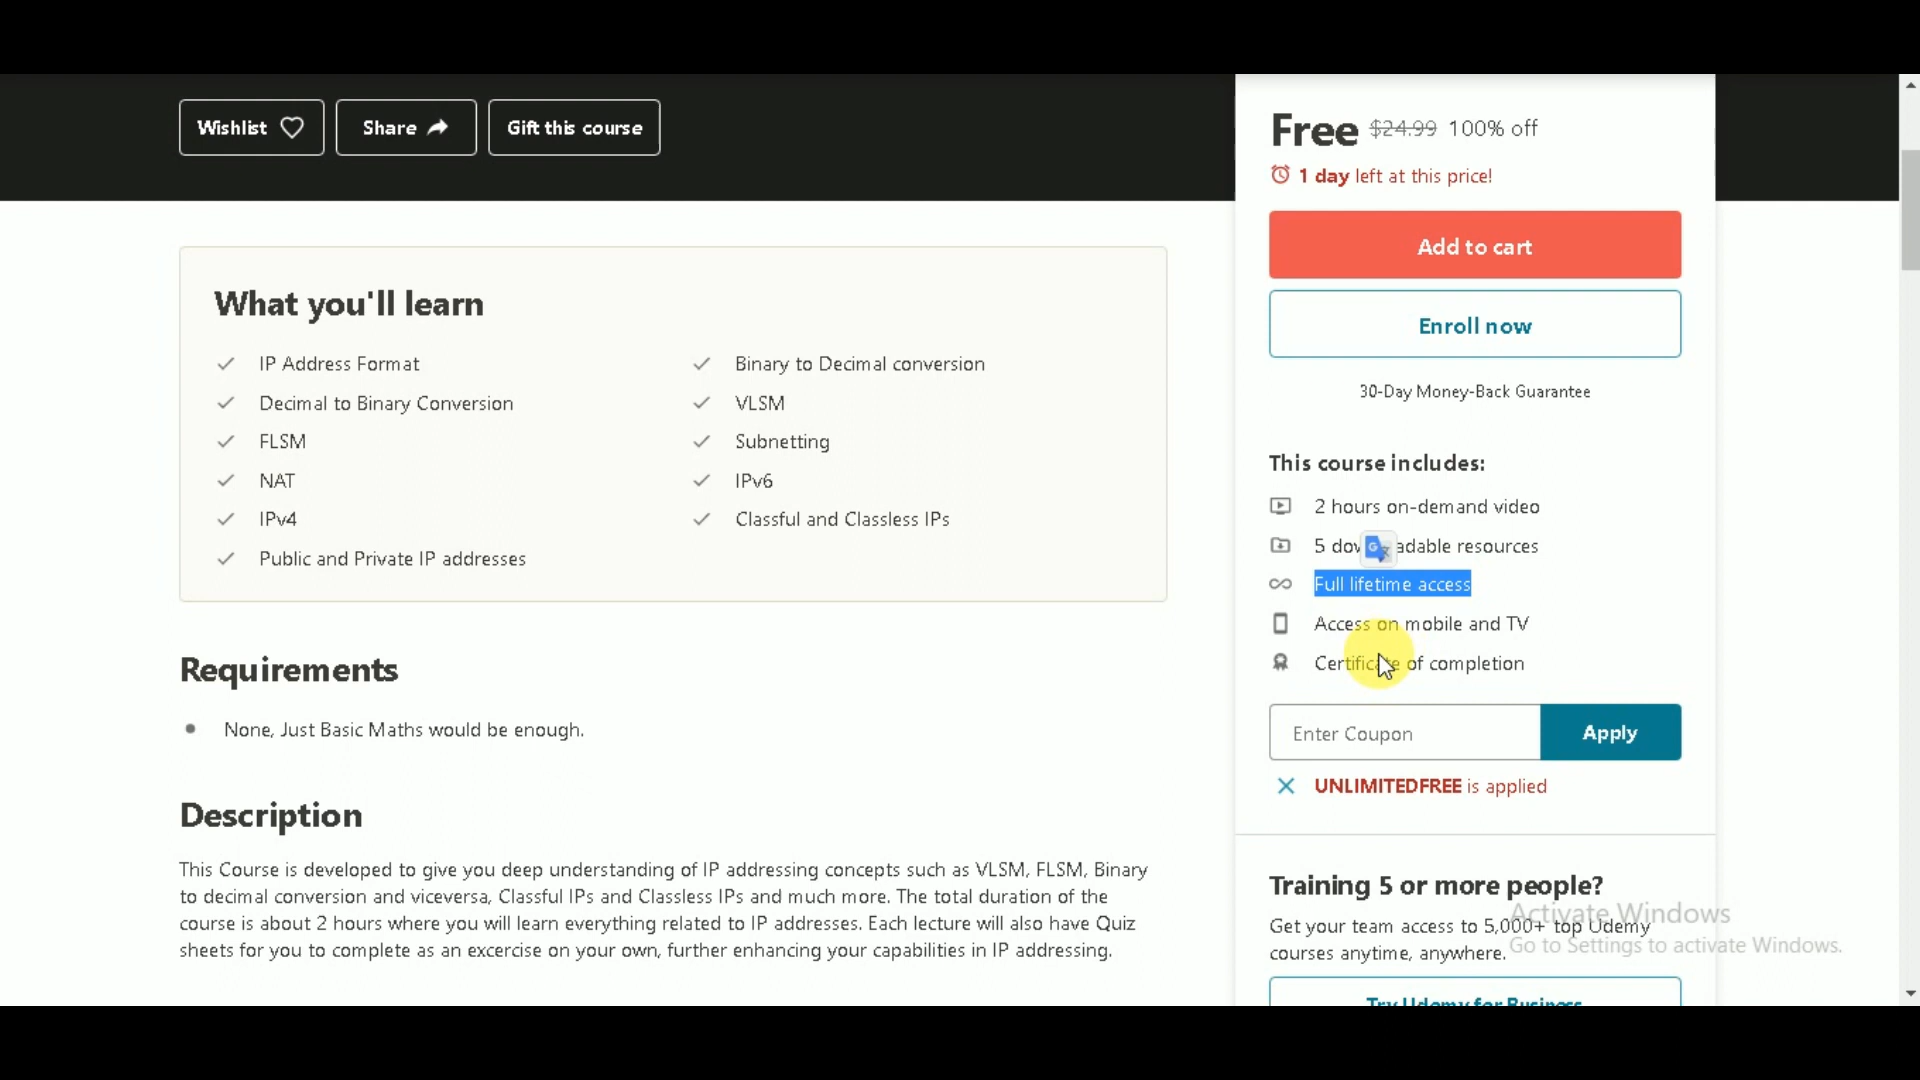 Wishlist
Share
Gift this course
What you'll learn
IP Address Format
Binary to Decimal conversion
Decimal to Binary Conversion
VLSM
FLSM
Subnetting
NAT
IPv6
IPv4
Classful and Classless IPs
Public and Private IP addresses
Requirements
None, Just Basic Maths would be enough.
Description
This Course is developed to give you deep understanding of IP addressing concepts such as VLSM, FLSM, Binary
to decimal conversion and viceversa, Classful IPs and Classless IPs and much more. The total duration of the
course is about 2 hours where you will learn everything related to IP addresses. Each lecture will also have Quiz
sheets for you to complete as an excercise on your own, further enhancing your capabilities in IP addressing.
Free $24.99 100% off
1 day left at this price!
Add to cart
Enroll now
30-Day Money-Back Guarantee
This course includes:
2 hours on-demand video
5 resources
Full lifetime access
Access on mobile and TV
Certificate of completion
Enter Coupon
Apply
UNLIMITEDFREE is applied
Training 5 or more people?
Get your team access to 5,000+ top Udemy
courses anytime, anywhere.
Try Udemy for Business
Activate Windows
Go to Settings to activate Windows.